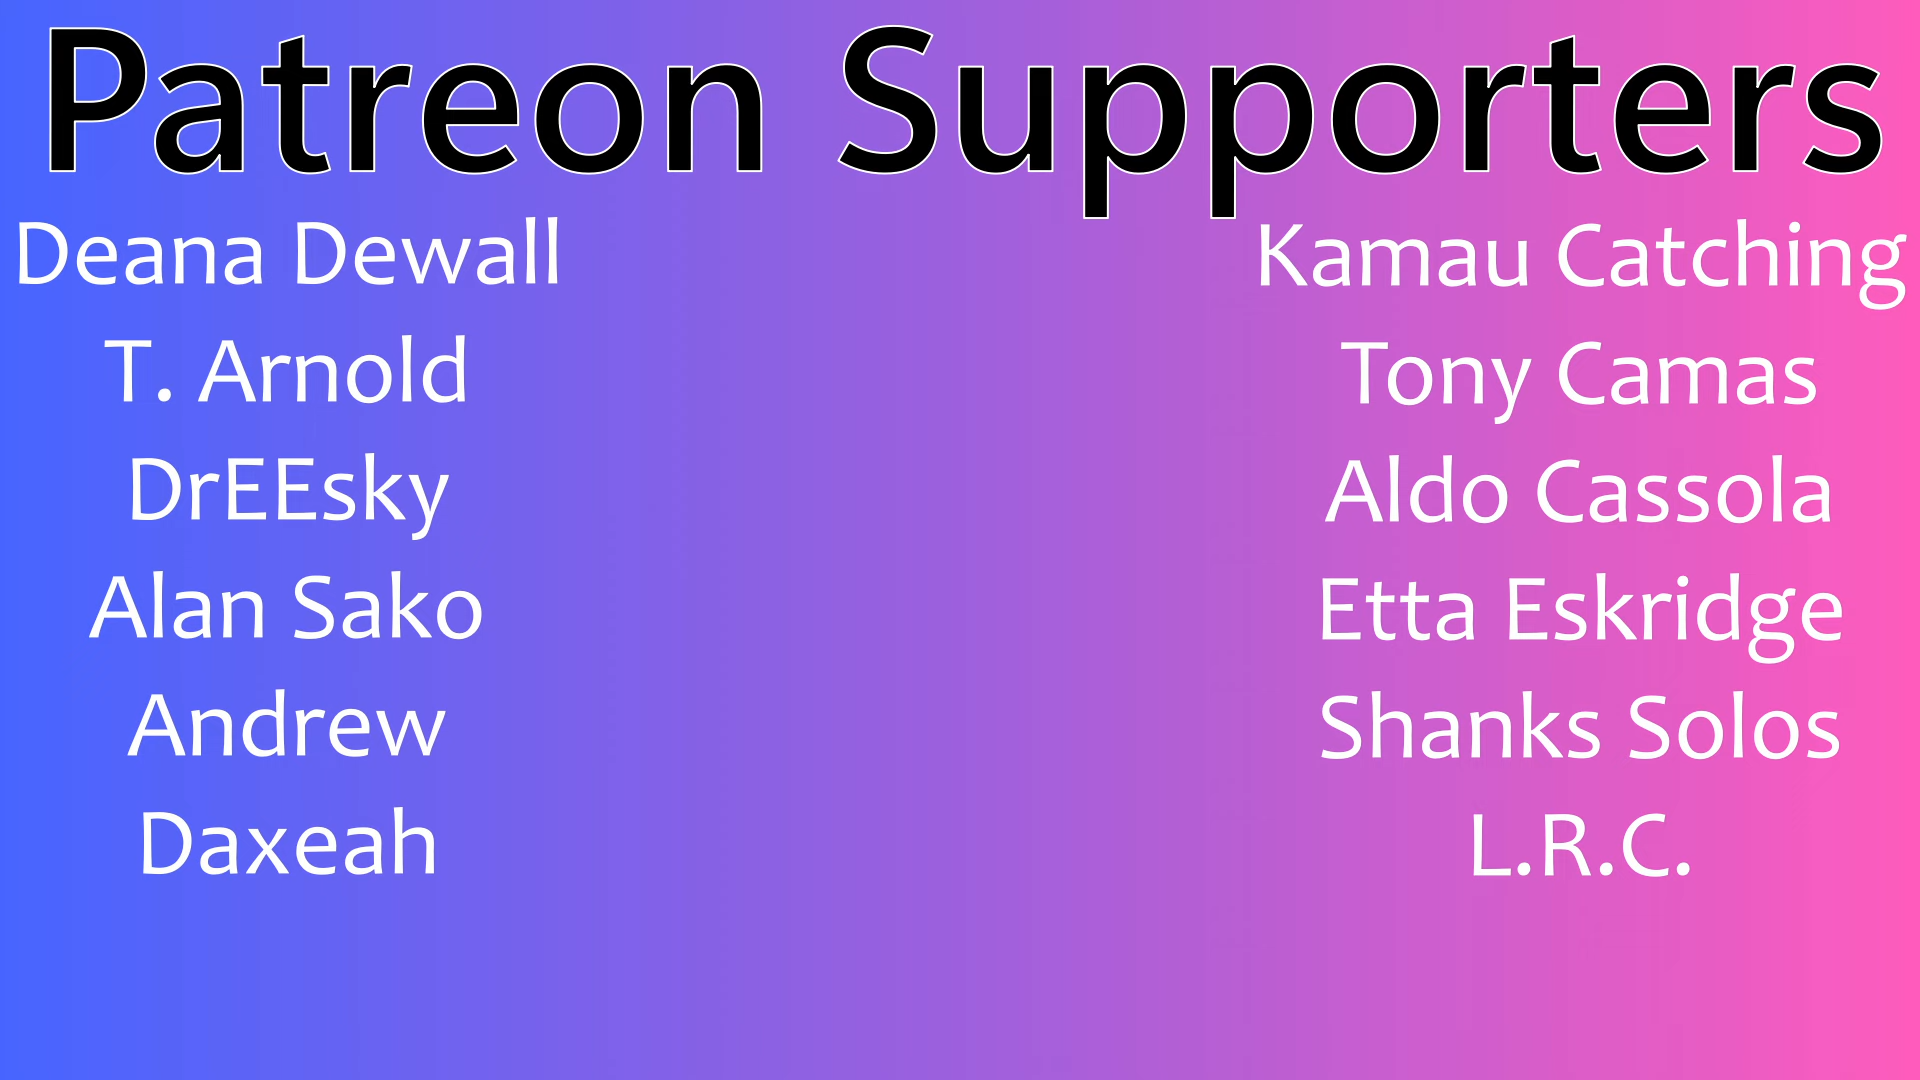 Patreon Supporters
Deana Dewall
T. Arnold
DrEEsky
Alan Sako
Andrew
Daxeah
Kamau Catching
Tony Camas
Aldo Cassola
Etta Eskridge
Shanks Solos
L.R.C.